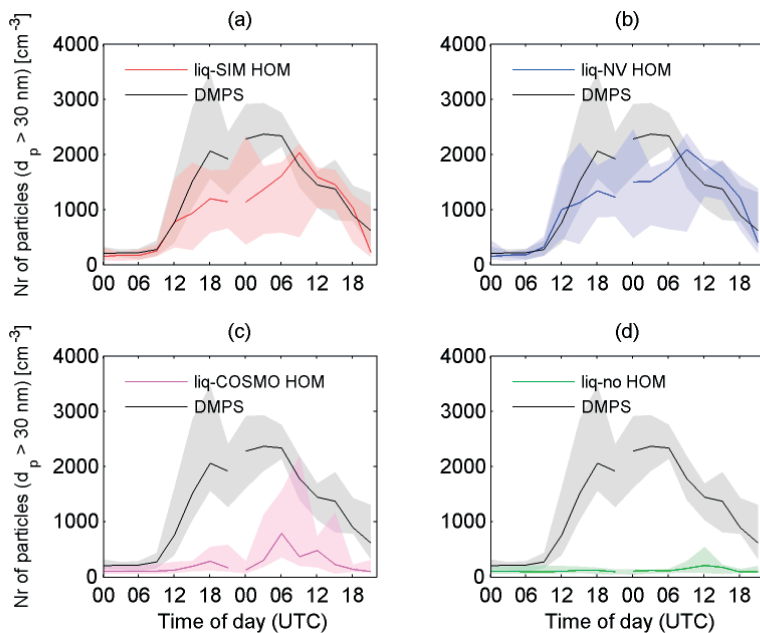 (a)
Nr of particles (d_p > 30 nm) [cm^-3]
4000
3000
2000
1000
0
liq-SIM HOM
DMPS
00 06 12 18 00 06 12 18
(b)
4000
3000
2000
1000
0
liq-NV HOM
DMPS
00 06 12 18 00 06 12 18
(c)
Nr of particles (d_p > 30 nm) [cm^-3]
4000
3000
2000
1000
0
liq-COSMO HOM
DMPS
00 06 12 18 00 06 12 18
Time of day (UTC)
(d)
4000
3000
2000
1000
0
liq-no HOM
DMPS
00 06 12 18 00 06 12 18
Time of day (UTC)